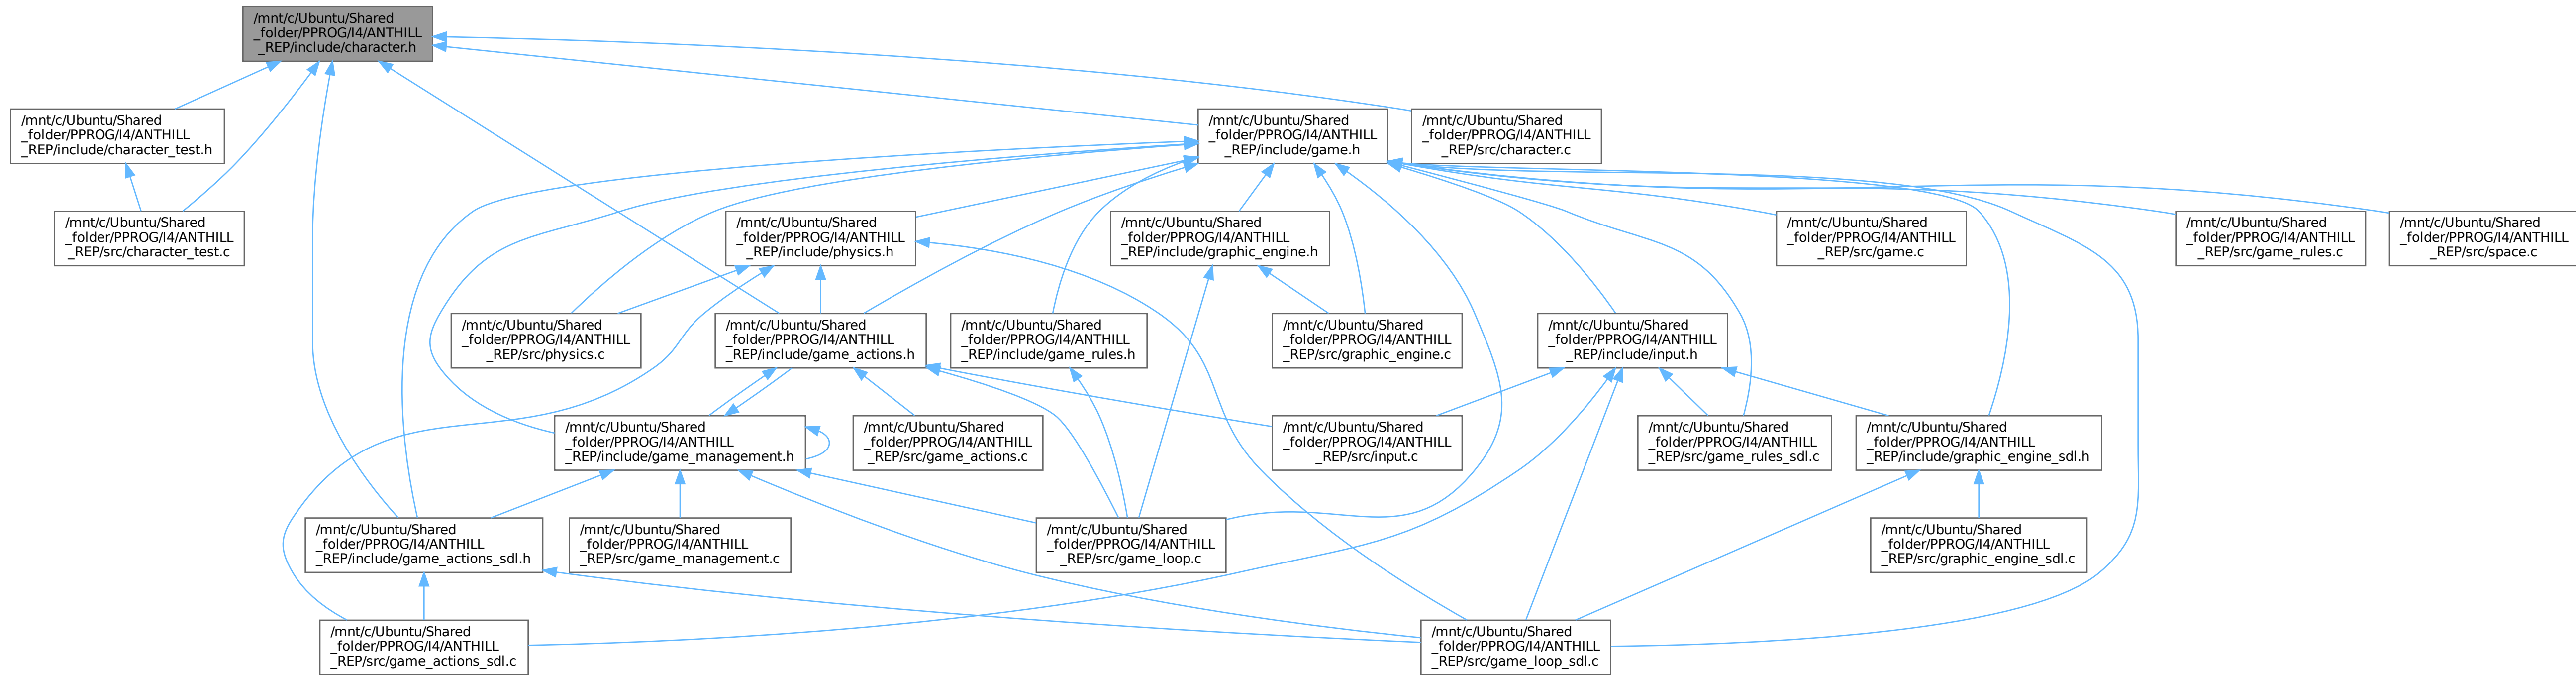 /mnt/c/Ubuntu/Shared
_folder/PPROG/I4/ANTHILL
_REP/include/character.h
/mnt/c/Ubuntu/Shared
_folder/PPROG/I4/ANTHILL
_REP/include/character_test.h
/mnt/c/Ubuntu/Shared
_folder/PPROG/I4/ANTHILL
_REP/include/game.h
/mnt/c/Ubuntu/Shared
_folder/PPROG/I4/ANTHILL
_REP/src/character.c
/mnt/c/Ubuntu/Shared
_folder/PPROG/I4/ANTHILL
_REP/src/character_test.c
/mnt/c/Ubuntu/Shared
_folder/PPROG/I4/ANTHILL
_REP/include/physics.h
/mnt/c/Ubuntu/Shared
_folder/PPROG/I4/ANTHILL
_REP/include/graphic_engine.h
/mnt/c/Ubuntu/Shared
_folder/PPROG/I4/ANTHILL
_REP/src/game.c
/mnt/c/Ubuntu/Shared
_folder/PPROG/I4/ANTHILL
_REP/src/game_rules.c
/mnt/c/Ubuntu/Shared
_folder/PPROG/I4/ANTHILL
_REP/src/space.c
/mnt/c/Ubuntu/Shared
_folder/PPROG/I4/ANTHILL
_REP/src/physics.c
/mnt/c/Ubuntu/Shared
_folder/PPROG/I4/ANTHILL
_REP/include/game_actions.h
/mnt/c/Ubuntu/Shared
_folder/PPROG/I4/ANTHILL
_REP/include/game_rules.h
/mnt/c/Ubuntu/Shared
_folder/PPROG/I4/ANTHILL
_REP/src/graphic_engine.c
/mnt/c/Ubuntu/Shared
_folder/PPROG/I4/ANTHILL
_REP/include/input.h
/mnt/c/Ubuntu/Shared
_folder/PPROG/I4/ANTHILL
_REP/include/game_management.h
/mnt/c/Ubuntu/Shared
_folder/PPROG/I4/ANTHILL
_REP/src/game_actions.c
/mnt/c/Ubuntu/Shared
_folder/PPROG/I4/ANTHILL
_REP/src/input.c
/mnt/c/Ubuntu/Shared
_folder/PPROG/I4/ANTHILL
_REP/src/game_rules_sdl.c
/mnt/c/Ubuntu/Shared
_folder/PPROG/I4/ANTHILL
_REP/include/graphic_engine_sdl.h
/mnt/c/Ubuntu/Shared
_folder/PPROG/I4/ANTHILL
_REP/include/game_actions_sdl.h
/mnt/c/Ubuntu/Shared
_folder/PPROG/I4/ANTHILL
_REP/src/game_management.c
/mnt/c/Ubuntu/Shared
_folder/PPROG/I4/ANTHILL
_REP/src/game_loop.c
/mnt/c/Ubuntu/Shared
_folder/PPROG/I4/ANTHILL
_REP/src/graphic_engine_sdl.c
/mnt/c/Ubuntu/Shared
_folder/PPROG/I4/ANTHILL
_REP/src/game_actions_sdl.c
/mnt/c/Ubuntu/Shared
_folder/PPROG/I4/ANTHILL
_REP/src/game_loop_sdl.c